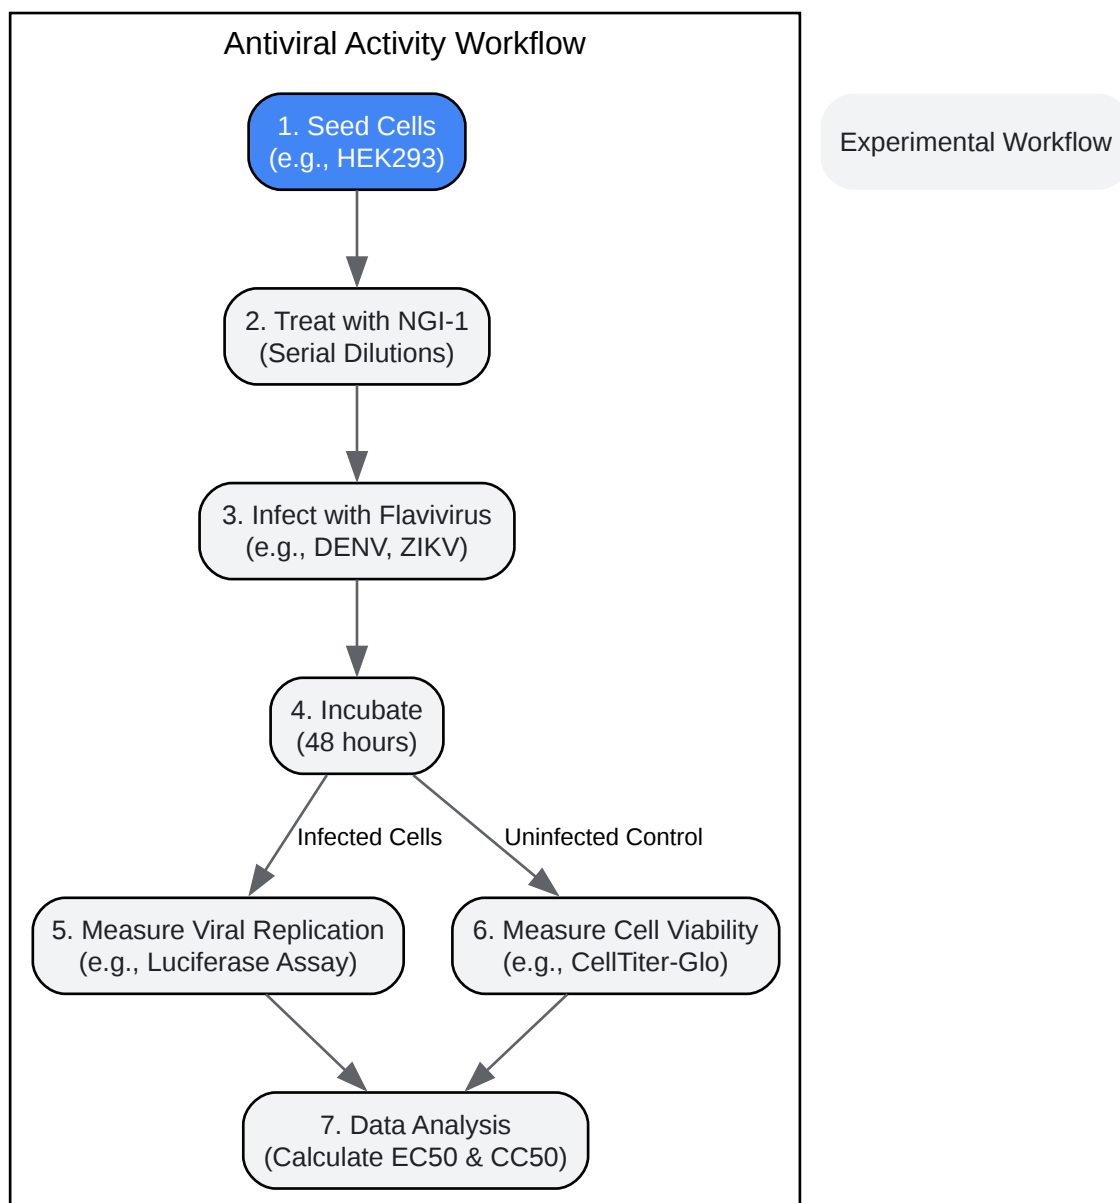 Antiviral Activity Workflow
1. Seed Cells
(e.g., HEK293)
Experimental Workflow
2. Treat with NGI-1
(Serial Dilutions)
3. Infect with Flavivirus
(e.g., DENV, ZIKV)
4. Incubate
(48 hours)
Infected Cells
Uninfected Control
5. Measure Viral Replication
(e.g., Luciferase Assay)
6. Measure Cell Viability
(e.g., CellTiter-Glo)
7. Data Analysis
(Calculate EC50 & CC50)